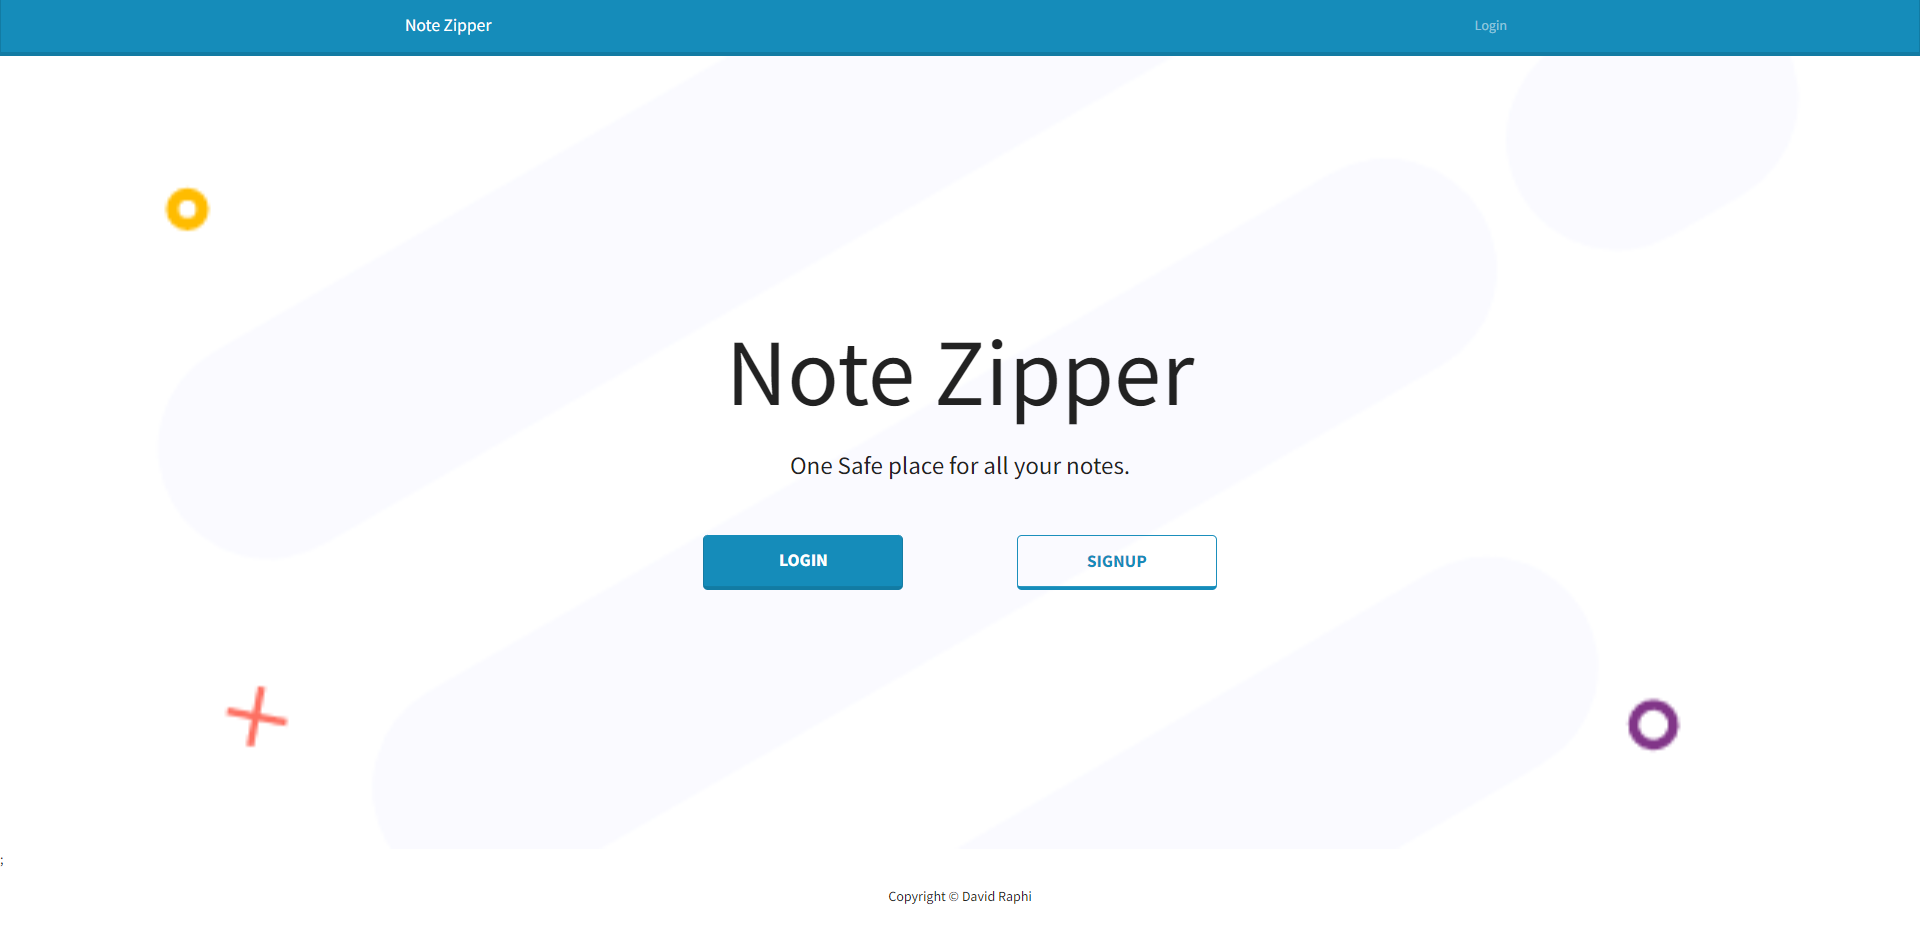 Note Zipper
Login
Note Zipper
One Safe place for all your notes.
LOGIN
SIGNUP
;
Copyright © David Raphi